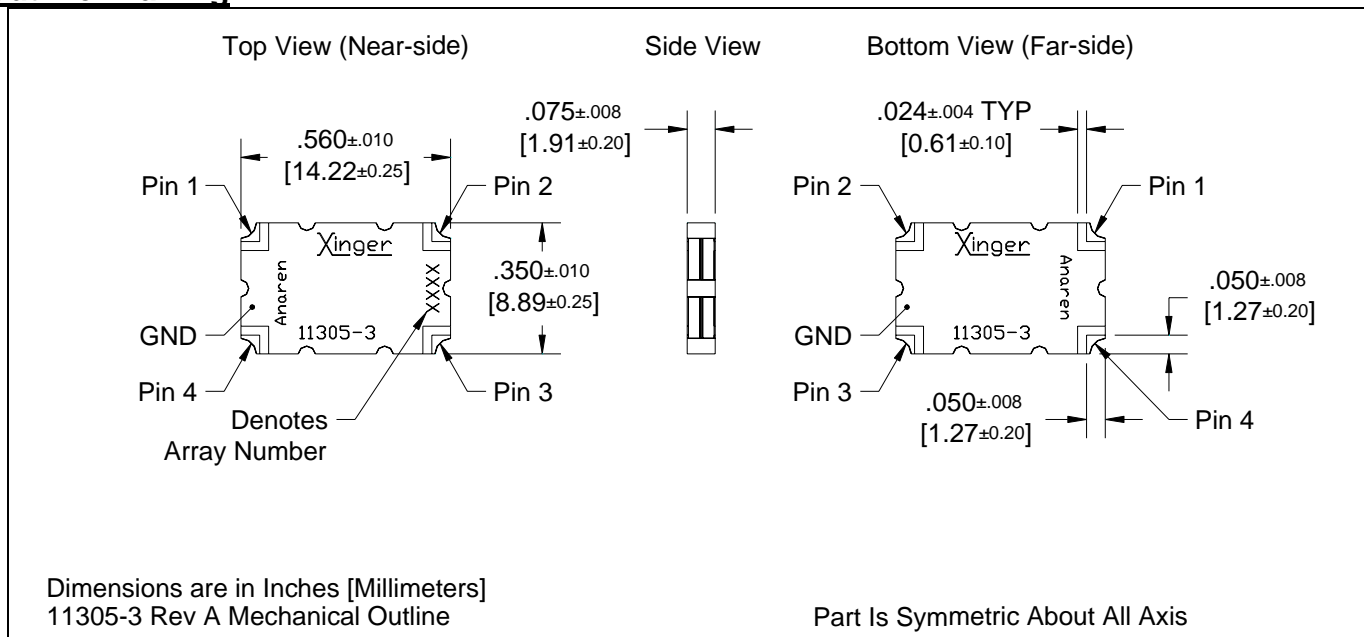 Top View (Near-side)
Side View
Bottom View (Far-side)
.560±.010
[14.22±0.25]
.075±.008
[1.91±0.20]
.024±.004 TYP
[0.61±0.10]
Pin 1
Pin 2
Pin 2
Pin 1
Xinger
Anaren
XXXX
11305-3
.350±.010
[8.89±0.25]
Xinger
Anaren
11305-3
.050±.008
[1.27±0.20]
GND
GND
Pin 4
Pin 3
Pin 3
Pin 4
Denotes
Array Number
.050±.008
[1.27±0.20]
Dimensions are in Inches [Millimeters]
11305-3 Rev A Mechanical Outline
Part Is Symmetric About All Axis